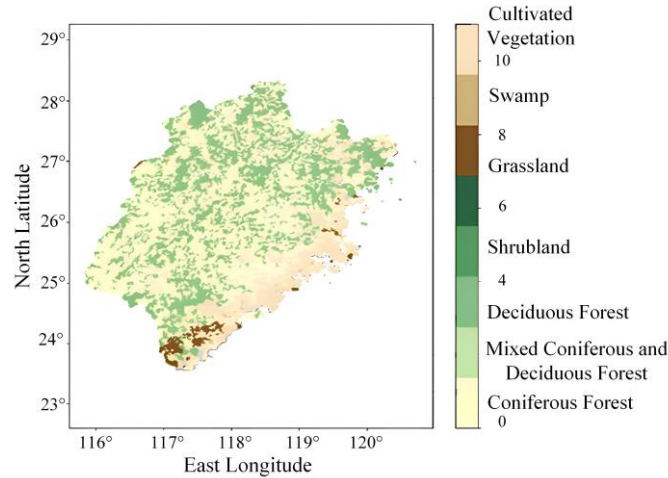 29°
28°
27°
26°
25°
24°
23°
North Latitude
116°
117°
118°
119°
120°
East Longitude
Cultivated
Vegetation
10
Swamp
8
Grassland
6
Shrubland
4
Deciduous Forest
Mixed Coniferous and
Deciduous Forest
Coniferous Forest
0